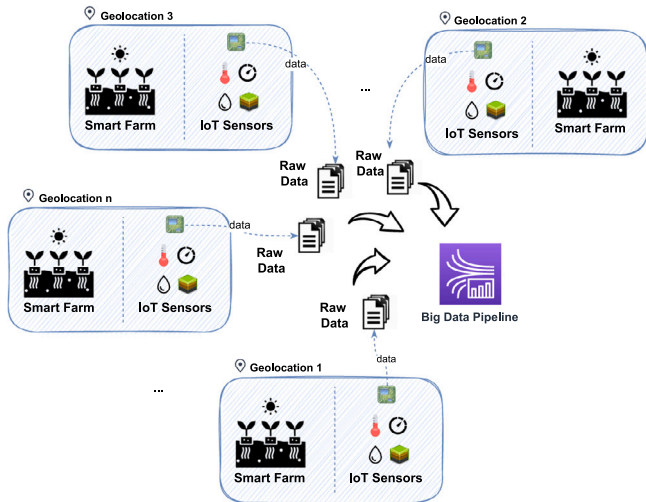 Geolocation 3
data
Smart Farm
IoT Sensors
...
Geolocation 2
data
IoT Sensors
Smart Farm
Raw
Data
Raw
Data
Geolocation n
data
Smart Farm
IoT Sensors
Raw
Data
Raw
Data
Big Data Pipeline
data
...
Geolocation 1
Smart Farm
IoT Sensors